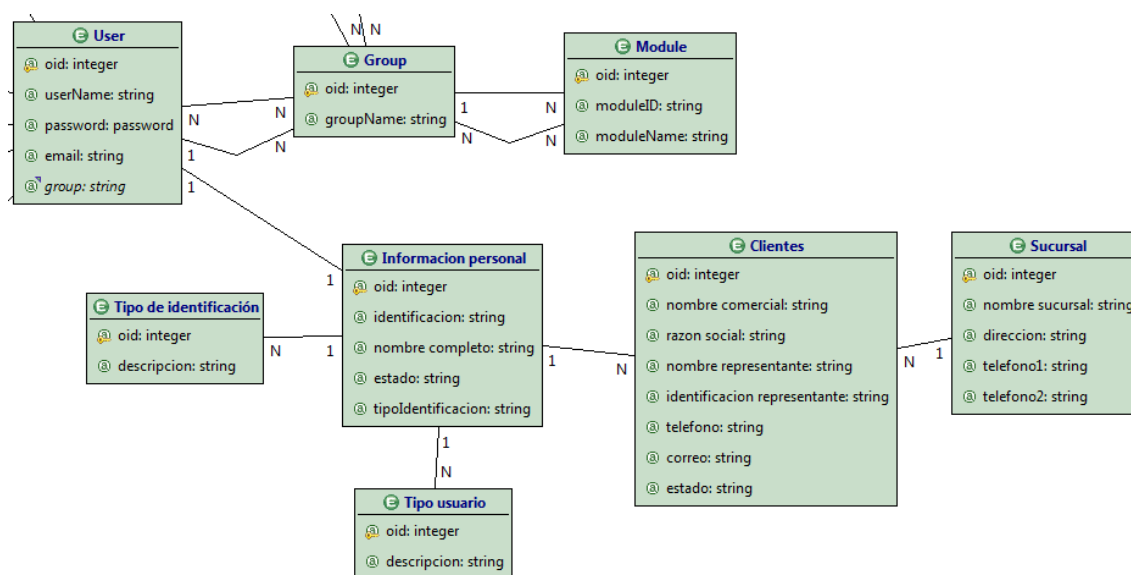 N N
User
oid: integer
userName: string
password: password
email: string
group: string
N
1
1
N
N
Group
oid: integer
groupName: string
1
N
N
N
Module
oid: integer
moduleID: string
moduleName: string
1
Informacion personal
oid: integer
identificacion: string
nombre completo: string
estado: string
tipoIdentificacion: string
Tipo de identificación
oid: integer
descripcion: string
N
1
1
N
Clientes
oid: integer
nombre comercial: string
razon social: string
nombre representante: string
identificacion representante: string
telefono: string
correo: string
estado: string
N
1
Sucursal
oid: integer
nombre sucursal: string
direccion: string
telefono1: string
telefono2: string
1
N
Tipo usuario
oid: integer
descripcion: string